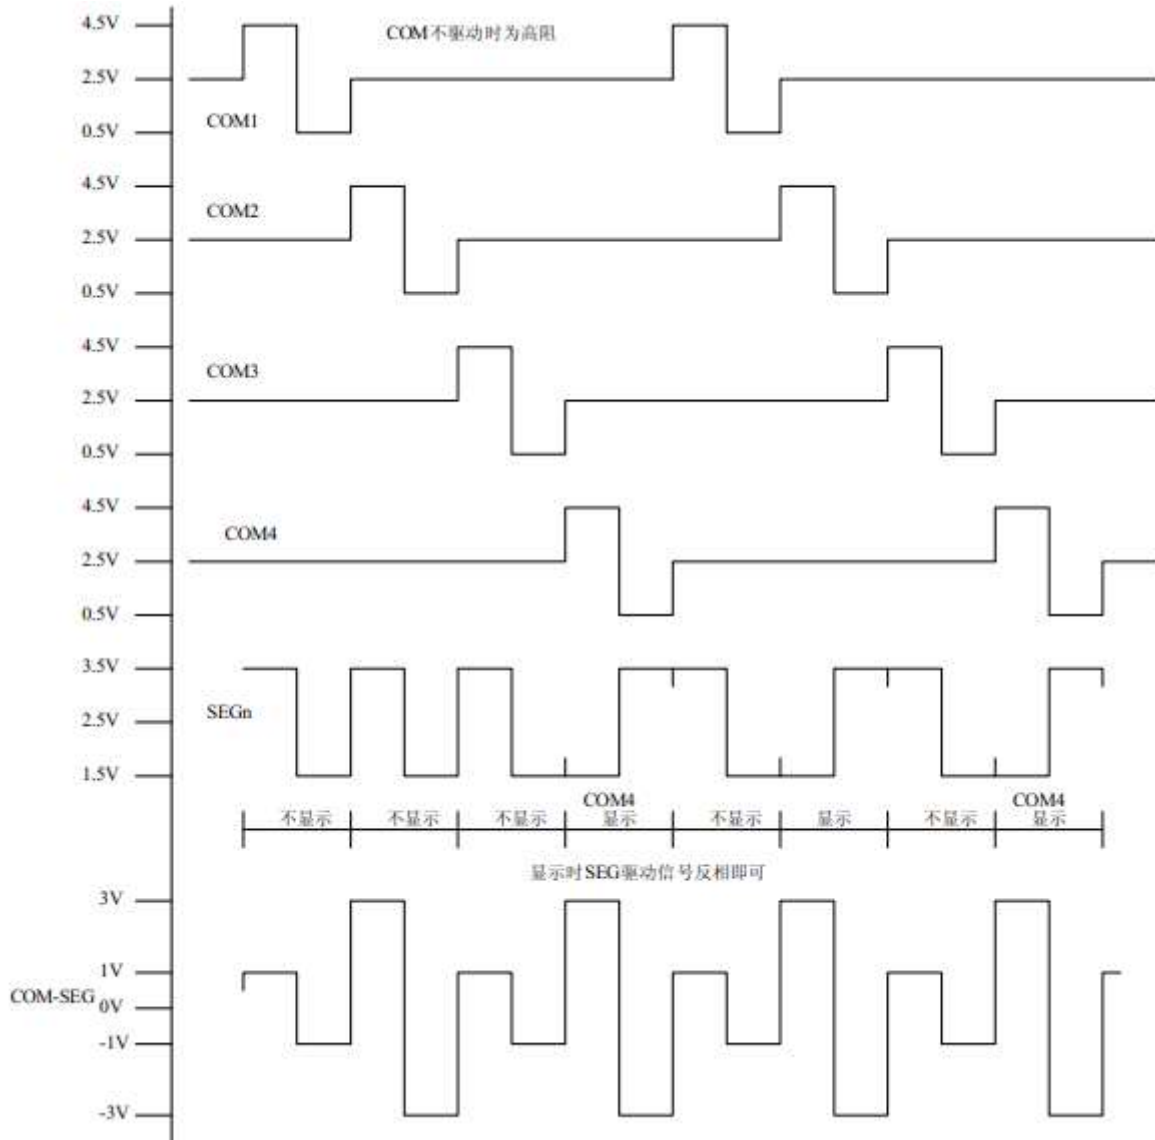 4.5V
COM不驱动时为高阻
2.5V
COM1
0.5V
4.5V
COM2
2.5V
0.5V
4.5V
COM3
2.5V
0.5V
4.5V
COM4
2.5V
0.5V
3.5V
SEGn
2.5V
1.5V
COM4 COM4
不显示 不显示 不显示 显示 不显示 显示 不显示 显示
显示时SEG驱动信号反相即可
3V
1V
COM-SEG 0V
-1V
-3V